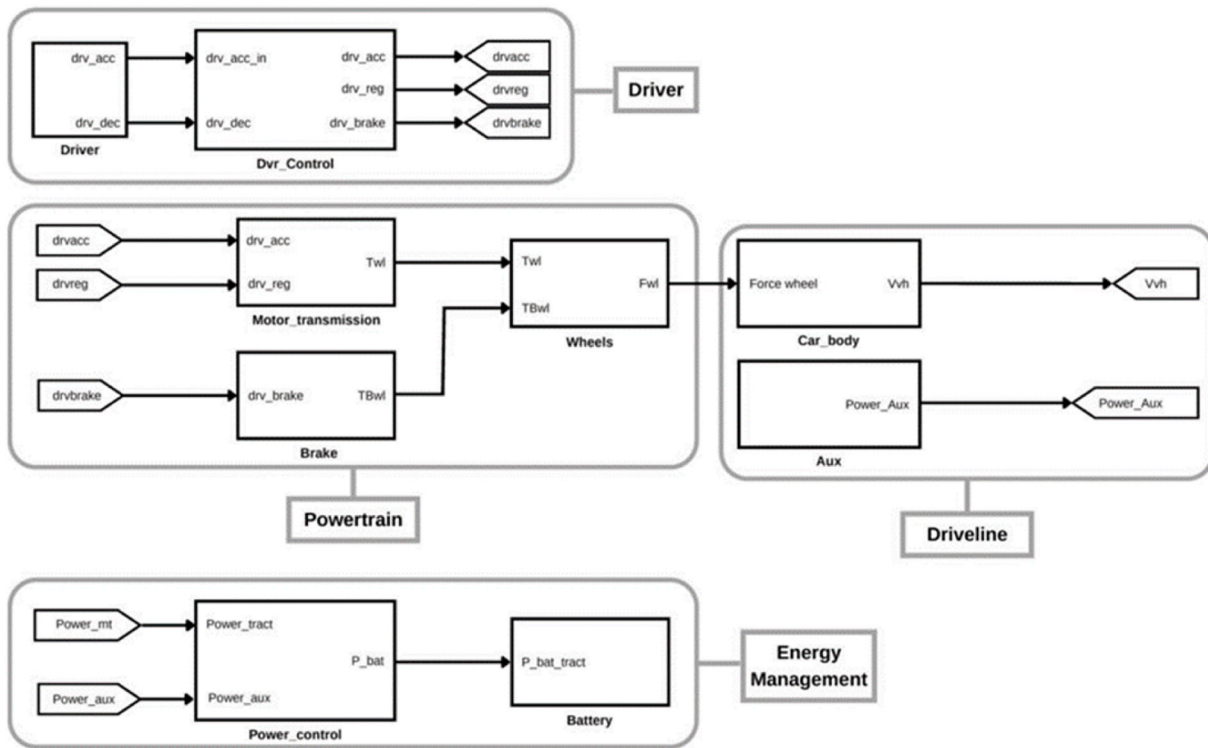 drv_acc
drv_dec
Driver
drv_acc_in
drv_dec
drv_acc
drv_reg
drv_brake
Dvr_Control
drvacc
drvreg
drvbrake
Driver
drvacc
drvreg
drv_acc
drv_reg
Twl
Motor_transmission
drvbrake
drv_brake
TBwl
Brake
Twl
TBwl
Fwl
Wheels
Powertrain
Force wheel
Vvh
Car_body
Vvh
Power_Aux
Aux
Power_Aux
Driveline
Power_mt
Power_aux
Power_tract
Power_aux
P_bat
Power_control
P_bat_tract
Battery
Energy
Management